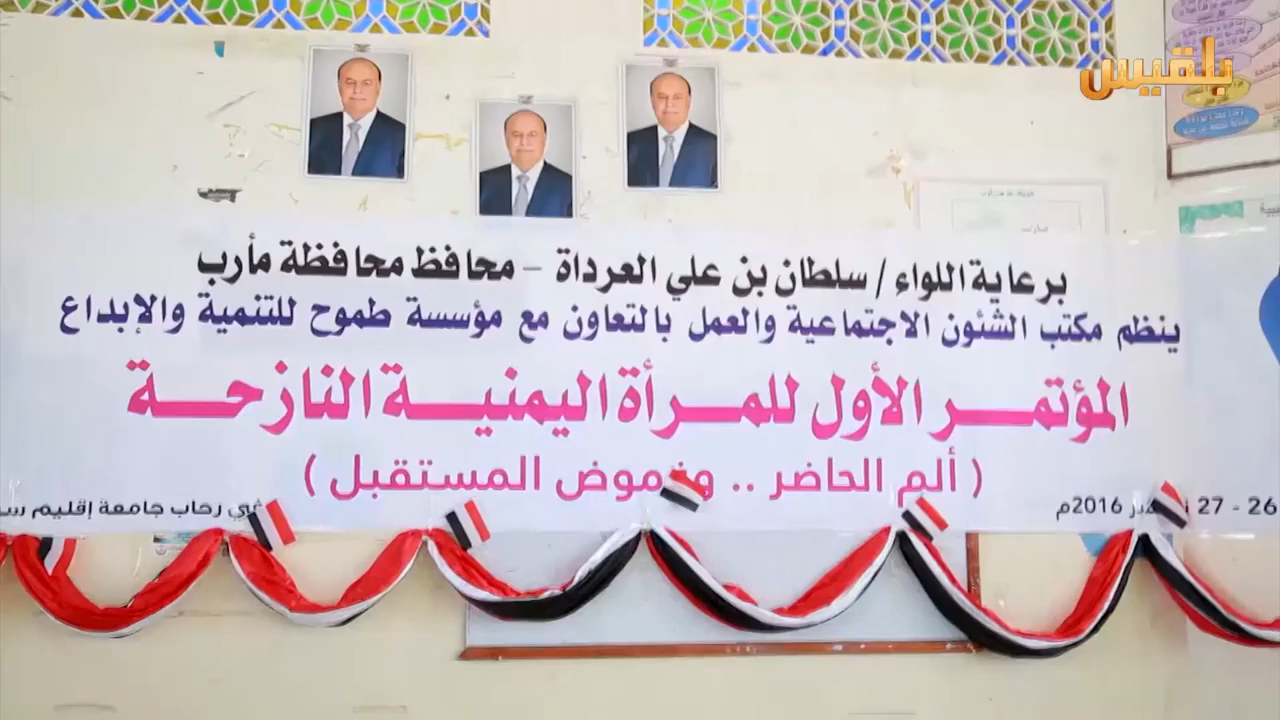 بلقيس
برعاية اللواء / سلطان بن علي العرداة - محافظ محافظة مأرب
ينظم مكتب الشئون الاجتماعية والعمل بالتعاون مع مؤسسة طموح للتنمية والإبداع
المؤتمر الأول للمرأة اليمنية النازحة
( ألم الحاضر .. وغموض المستقبل )
26 - 27 2016م
في رحاب جامعة إقليم